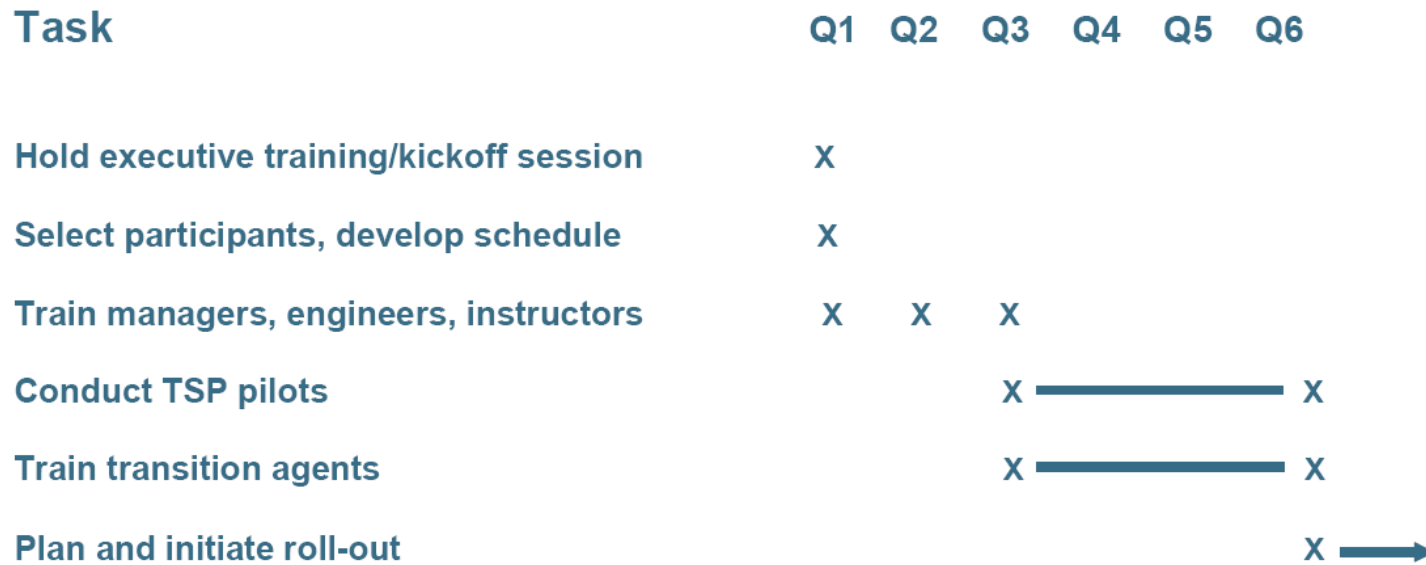 Task Q1 Q2 Q3 Q4 Q5 Q6
Hold executive training/kickoff session X
Select participants, develop schedule X
Train managers, engineers, instructors X X X
Conduct TSP pilots X X
Train transition agents X X
Plan and initiate roll-out X